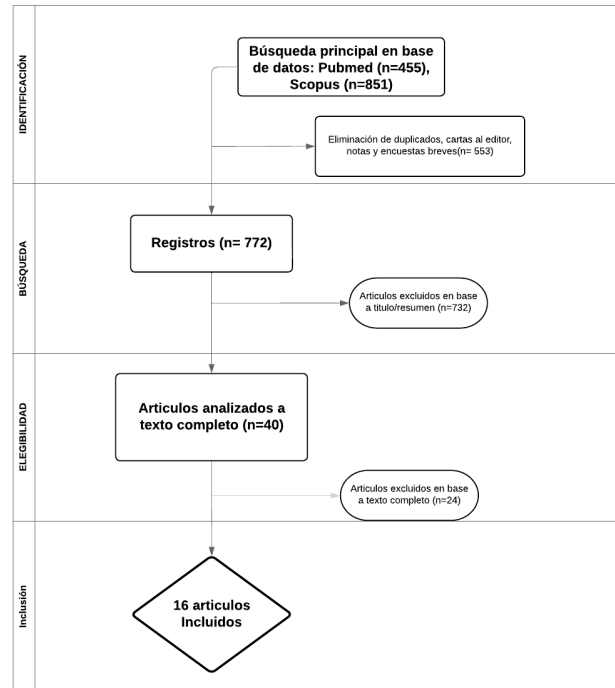 IDENTIFICACIÓN
Búsqueda principal en base
de datos: Pubmed (n=455),
Scopus (n=851)
Eliminación de duplicados, cartas al editor,
notas y encuestas breves(n= 553)
BÚSQUEDA
Registros (n= 772)
Articulos excluidos en base
a titulo/resumen (n=732)
ELEGIBILIDAD
Articulos analizados a
texto completo (n=40)
Articulos excluidos en base
a texto completo (n=24)
Inclusión
16 articulos
Incluidos